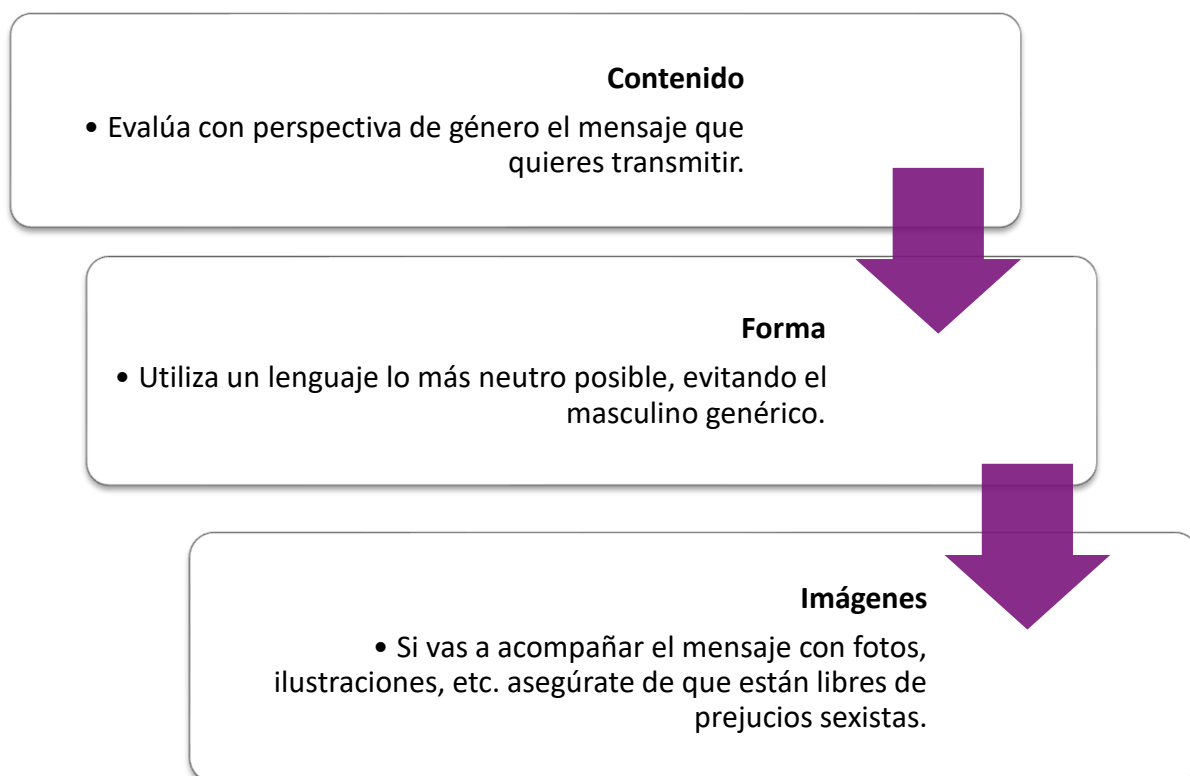 Contenido
• Evalúa con perspectiva de género el mensaje que
quieres transmitir.
Forma
• Utiliza un lenguaje lo más neutro posible, evitando el
masculino genérico.
Imágenes
• Si vas a acompañar el mensaje con fotos,
ilustraciones, etc. asegúrate de que están libres de
prejucios sexistas.